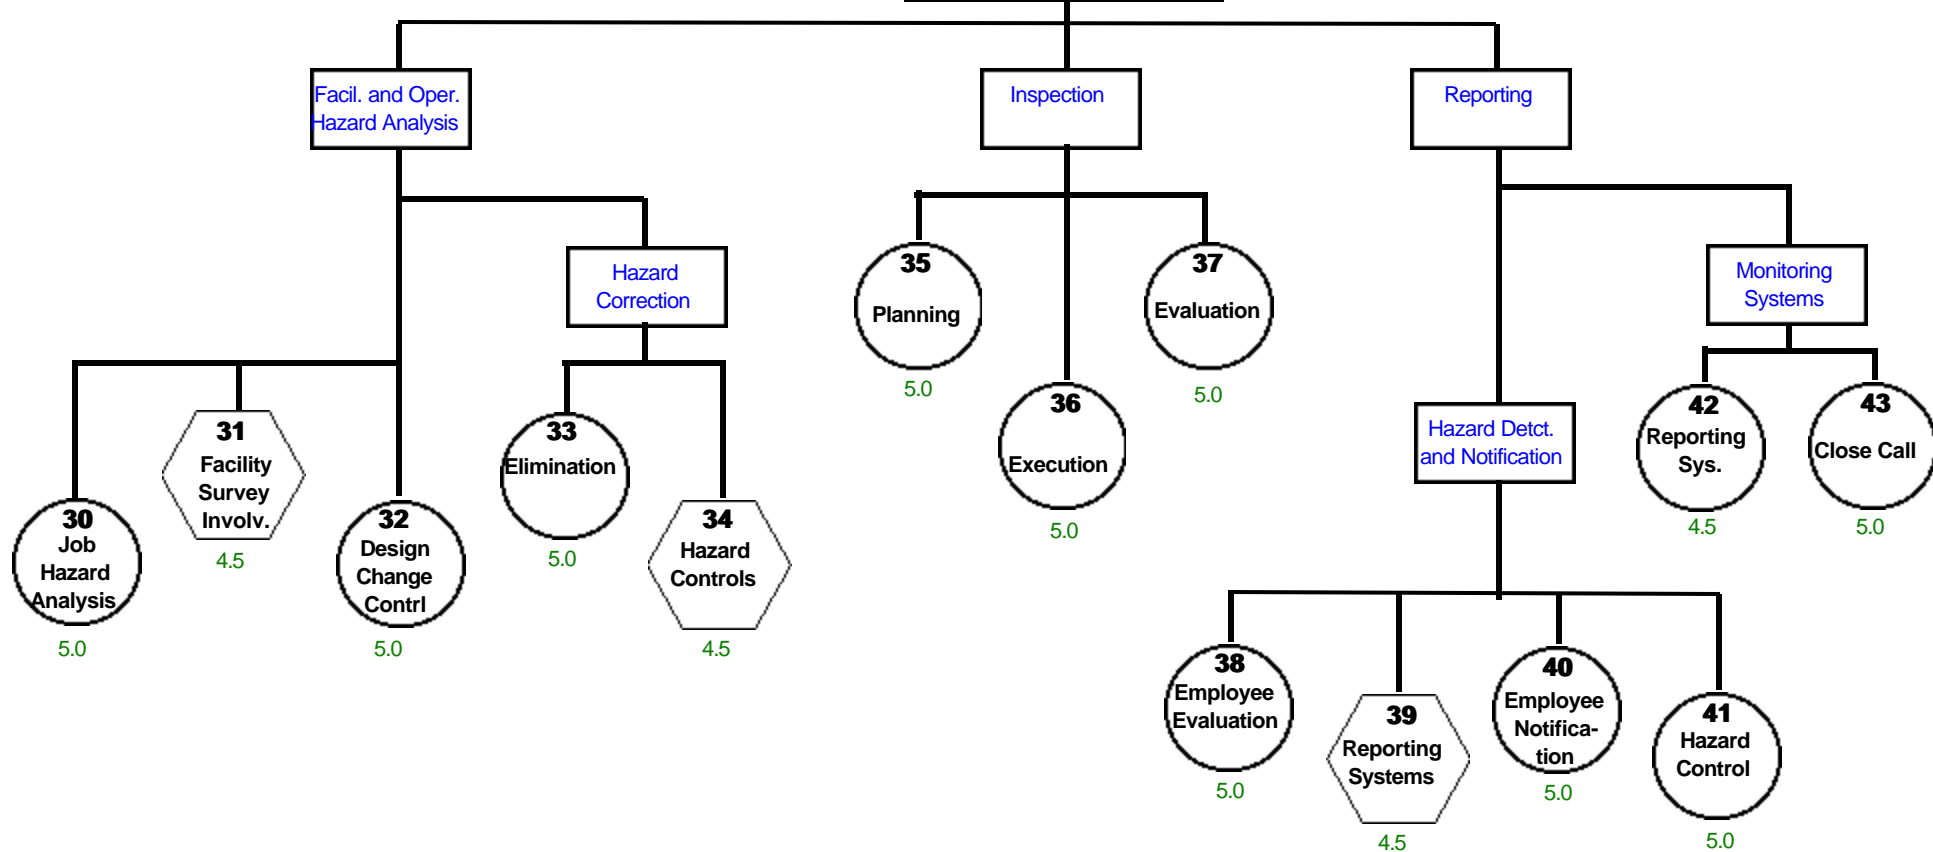 Facil. and Oper.
Hazard Analysis
Inspection
Reporting
Hazard
Correction
Monitoring
Systems
Hazard Detct.
and Notification
30
Job
Hazard
Analysis
5.0
31
Facility
Survey
Involv.
4.5
32
Design
Change
Contrl
5.0
33
Elimination
5.0
34
Hazard
Controls
4.5
35
Planning
5.0
36
Execution
5.0
37
Evaluation
5.0
38
Employee
Evaluation
5.0
39
Reporting
Systems
4.5
40
Employee
Notifica-
tion
5.0
41
Hazard
Control
5.0
42
Reporting
Sys.
4.5
43
Close Call
5.0